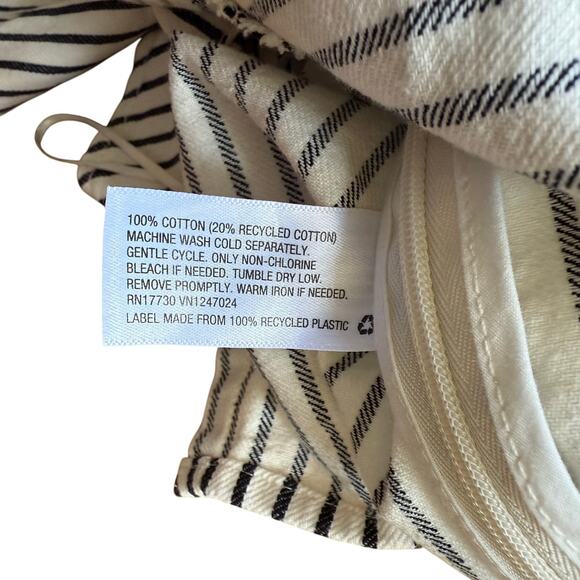 100% COTTON (20% RECYCLED COTTON)
MACHINE WASH COLD SEPARATELY.
GENTLE CYCLE. ONLY NON-CHLORINE
BLEACH IF NEEDED. TUMBLE DRY LOW.
REMOVE PROMPTLY. WARM IRON IF NEEDED.
RN17730 VN1247024
LABEL MADE FROM 100% RECYCLED PLASTIC